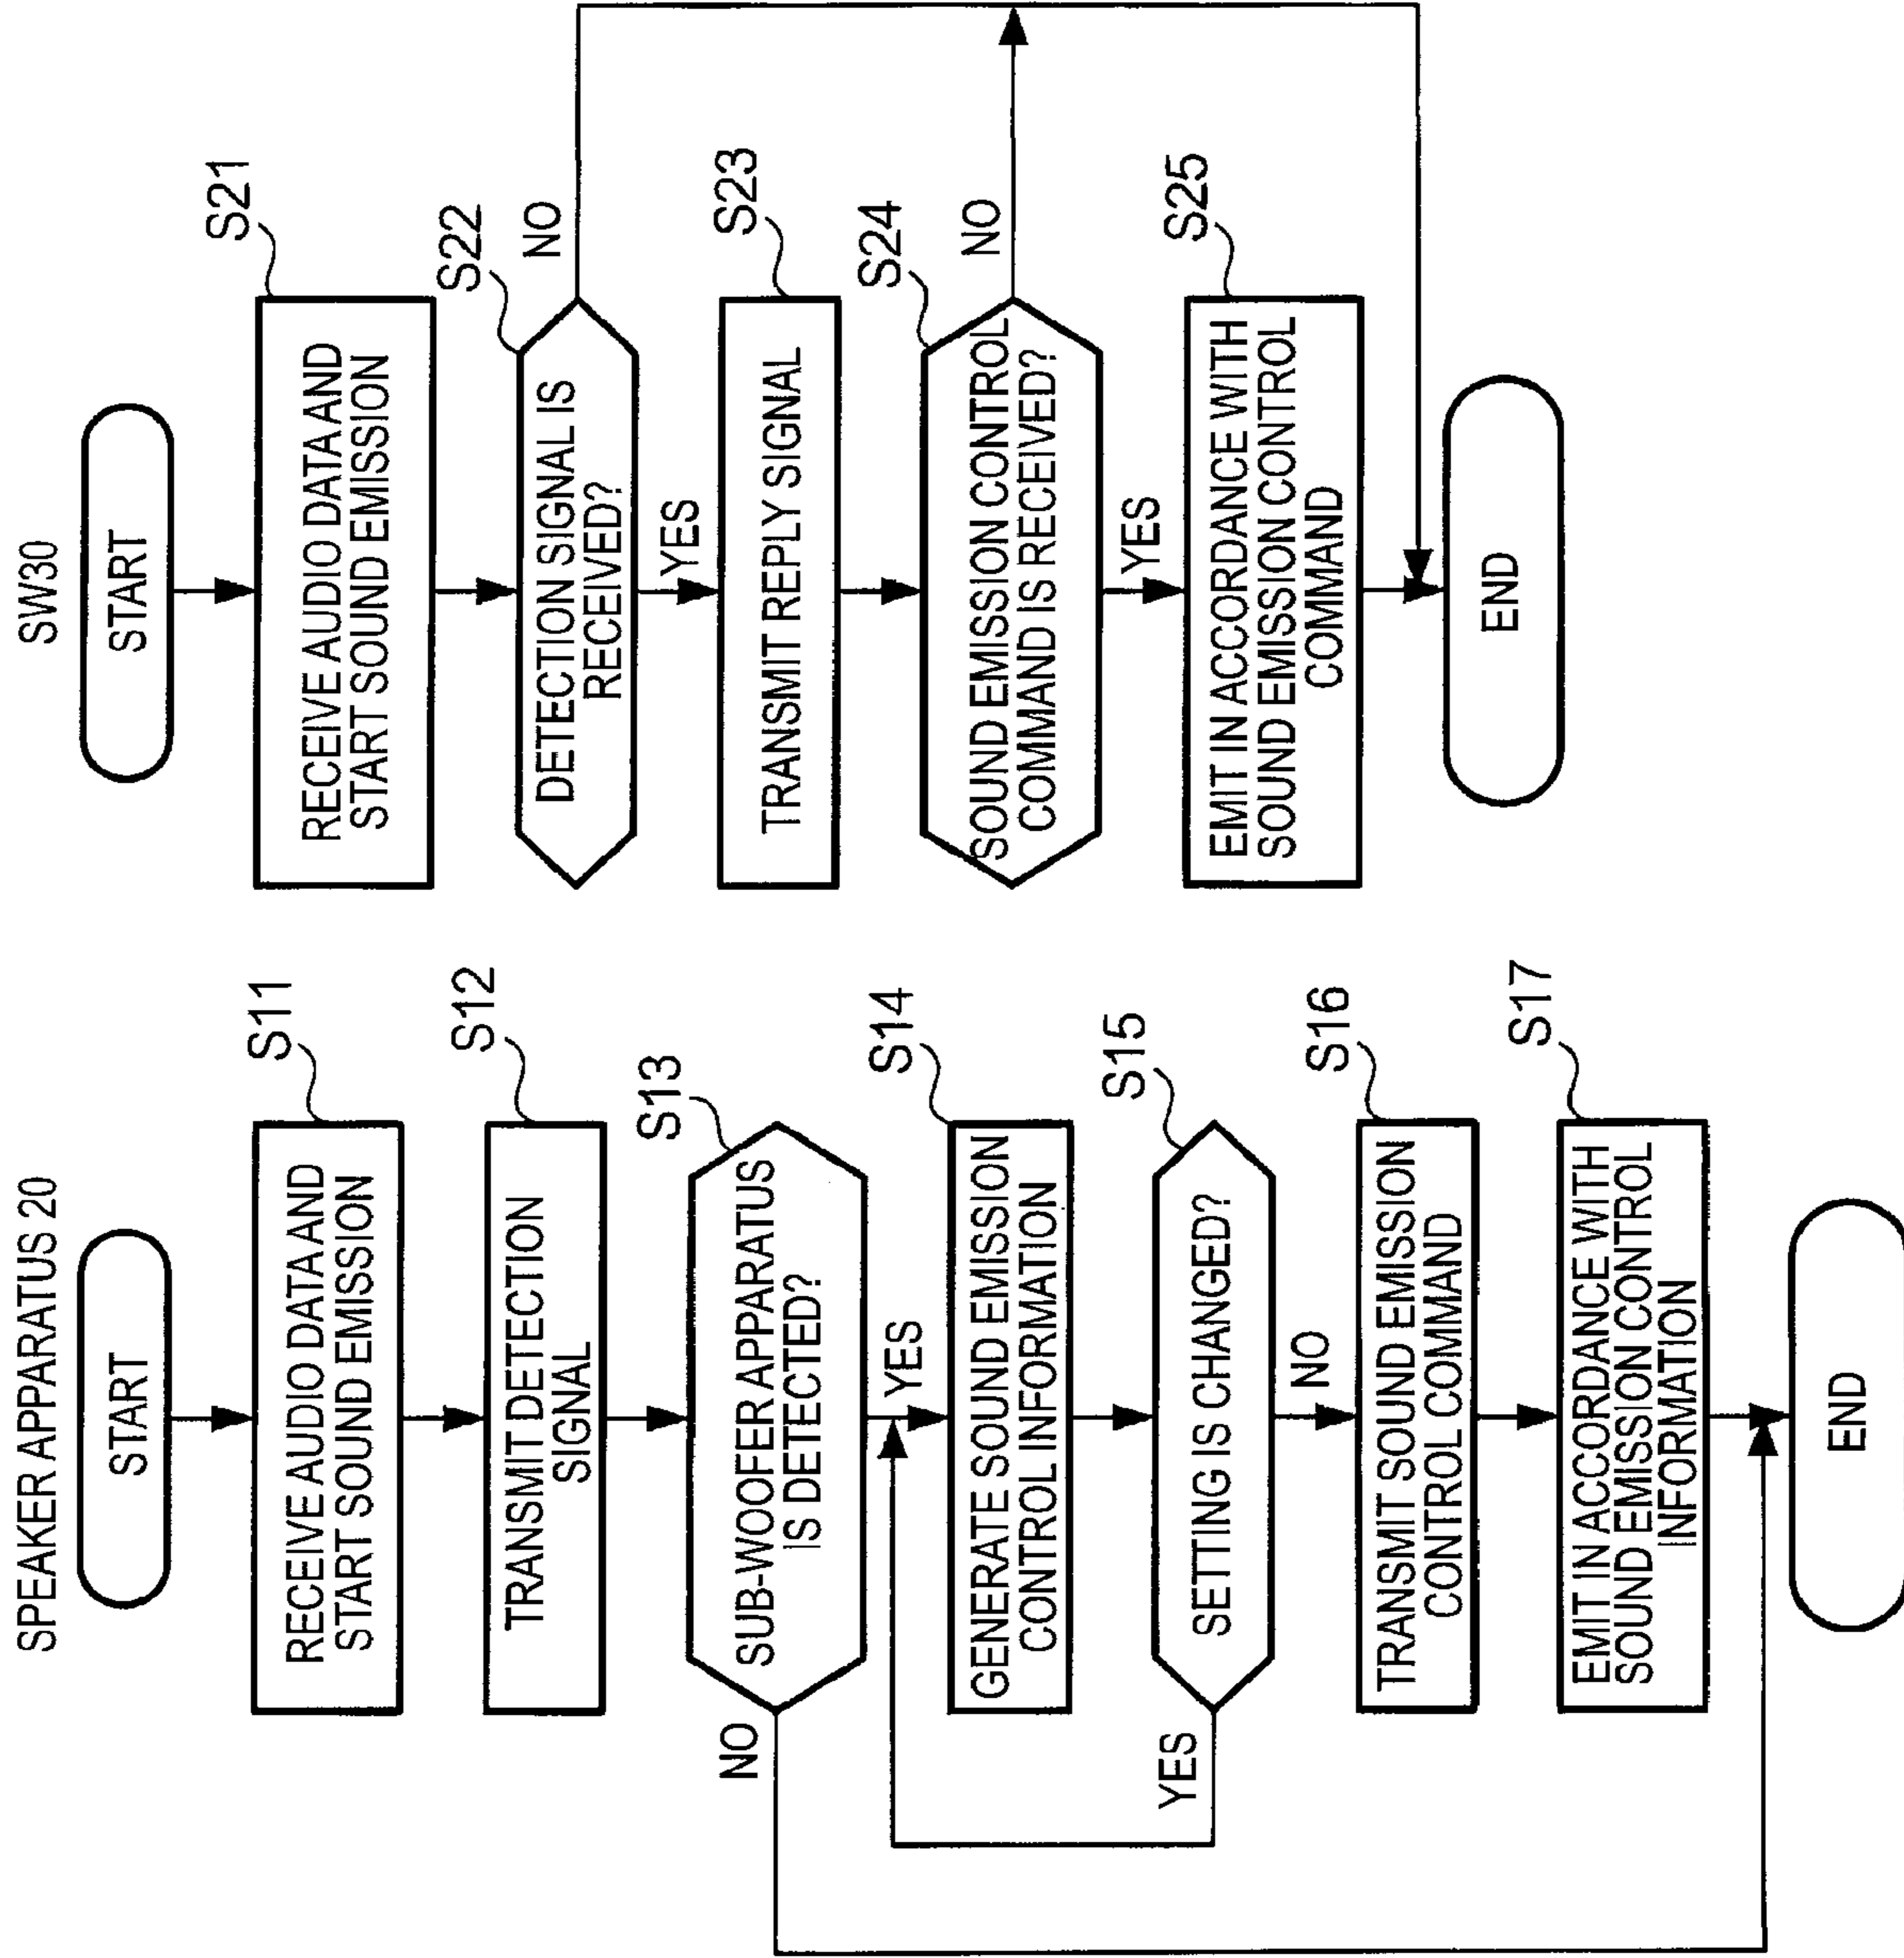 SPEAKER APPARATUS 20
START
RECEIVE AUDIO DATA AND
START SOUND EMISSION
S11
TRANSMIT DETECTION
SIGNAL
S12
SUB-WOOFER APPARATUS
IS DETECTED?
S13
NO
YES
GENERATE SOUND EMISSION
CONTROL INFORMATION
S14
SETTING IS CHANGED?
S15
YES
NO
TRANSMIT SOUND EMISSION
CONTROL COMMAND
S16
EMIT IN ACCORDANCE WITH
SOUND EMISSION CONTROL
INFORMATION
S17
END
SW30
START
RECEIVE AUDIO DATA AND
START SOUND EMISSION
S21
DETECTION SIGNAL IS
RECEIVED?
S22
NO
YES
TRANSMIT REPLY SIGNAL
S23
SOUND EMISSION CONTROL
COMMAND IS RECEIVED?
S24
NO
YES
EMIT IN ACCORDANCE WITH
SOUND EMISSION CONTROL
COMMAND
S25
END